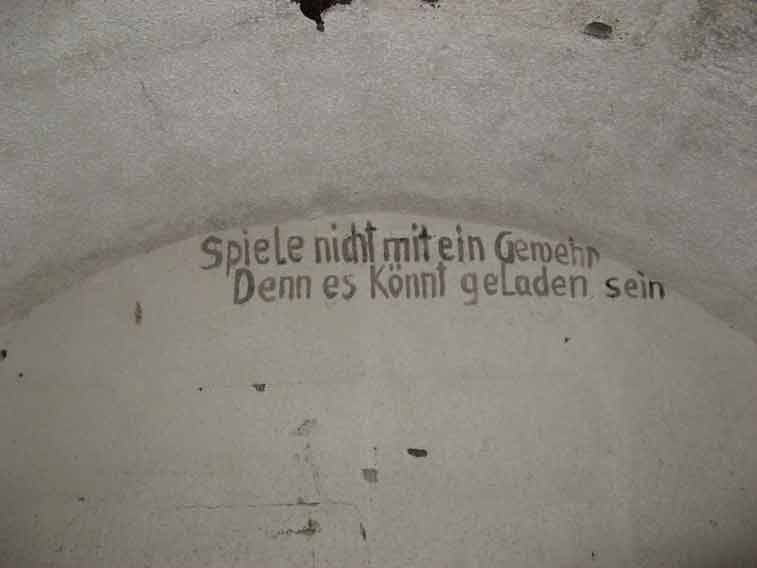 Spiele nicht mit ein Gewehr
Denn es Könnt geladen sein